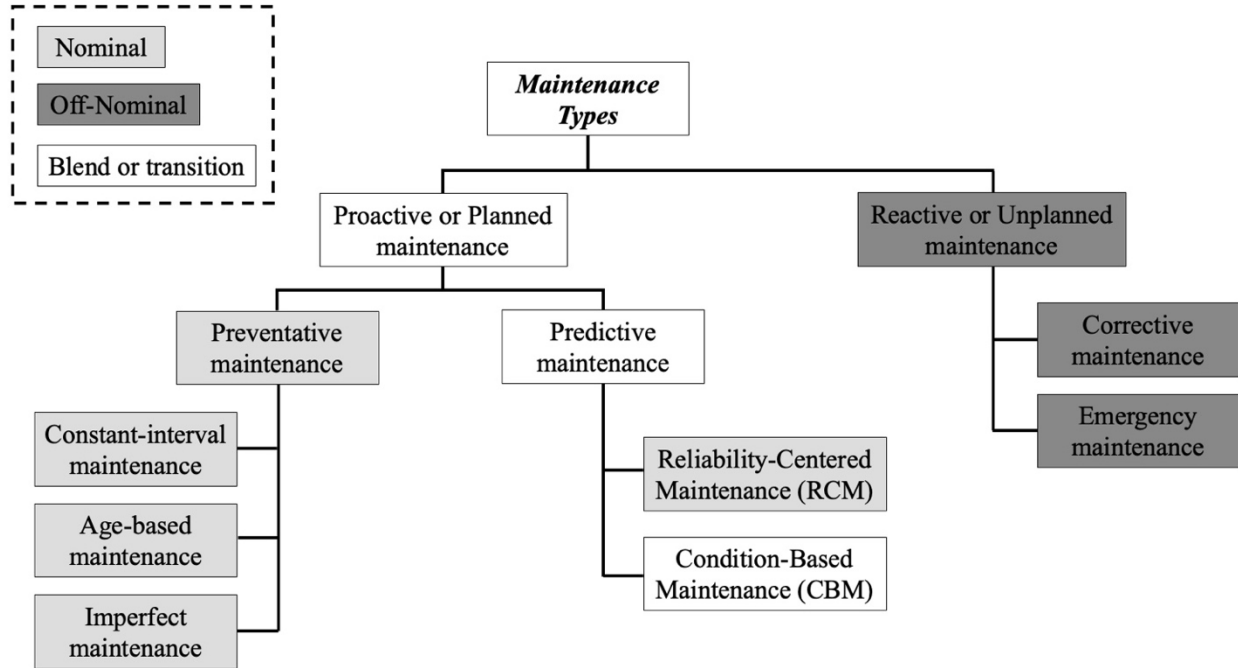 Nominal
Off-Nominal
Blend or transition
Maintenance
Types
Proactive or Planned
maintenance
Reactive or Unplanned
maintenance
Preventative
maintenance
Predictive
maintenance
Corrective
maintenance
Emergency
maintenance
Constant-interval
maintenance
Age-based
maintenance
Imperfect
maintenance
Reliability-Centered
Maintenance (RCM)
Condition-Based
Maintenance (CBM)